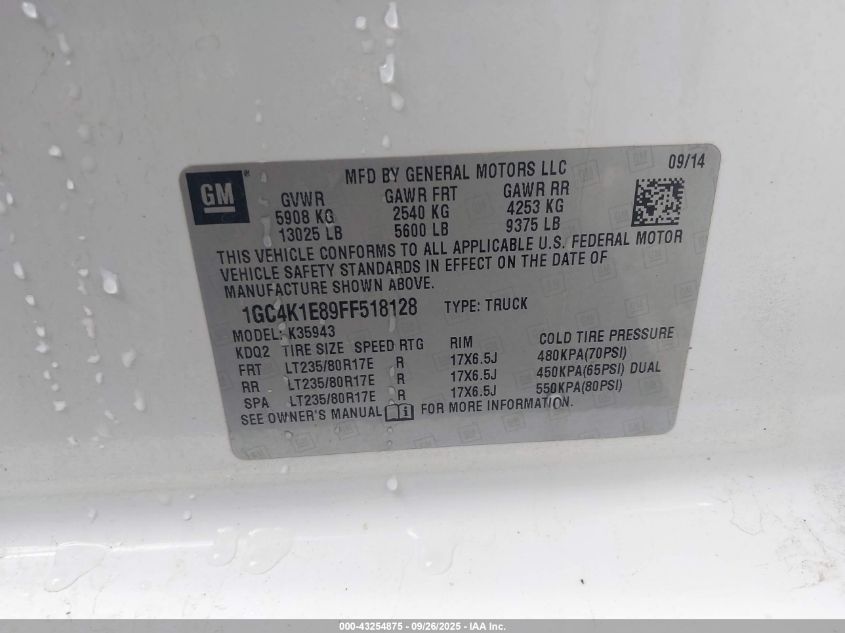 GM
MFD BY GENERAL MOTORS LLC 09/14
GVWR GAWR FRT GAWR RR
5908 KG 2540 KG 4253 KG
13025 LB 5600 LB 9375 LB
THIS VEHICLE CONFORMS TO ALL APPLICABLE U.S. FEDERAL MOTOR
VEHICLE SAFETY STANDARDS IN EFFECT ON THE DATE OF
MANUFACTURE SHOWN ABOVE.
1GC4K1E89FF518128 TYPE: TRUCK
MODEL: K35943
KDQ2 TIRE SIZE SPEED RTG RIM COLD TIRE PRESSURE
FRT LT235/80R17E R 17X6.5J 480KPA(70PSI)
RR LT235/80R17E R 17X6.5J 450KPA(65PSI) DUAL
SPA LT235/80R17E R 17X6.5J 550KPA(80PSI)
SEE OWNER'S MANUAL FOR MORE INFORMATION.
000-43254875 - 09/26/2025 - IAA Inc.